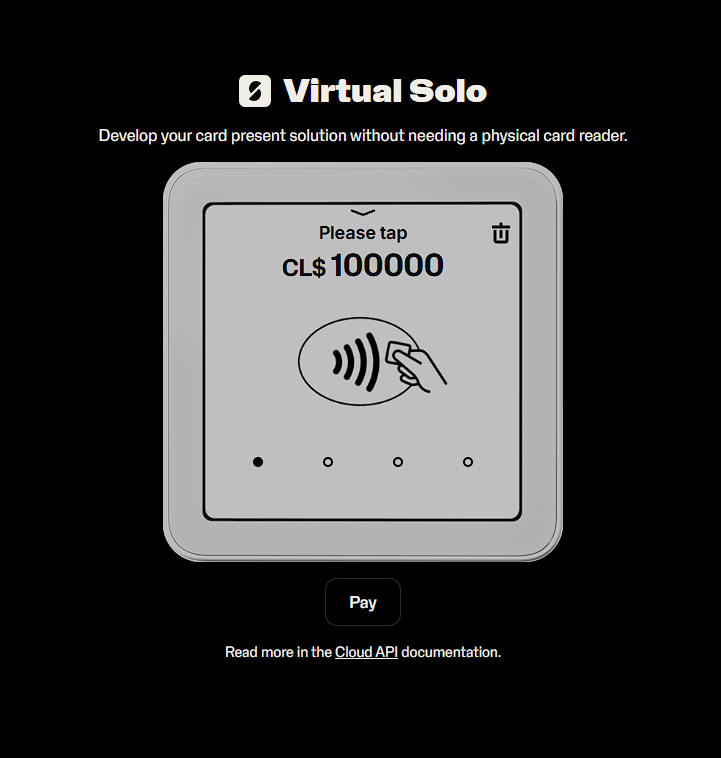 Virtual Solo
Develop your card present solution without needing a physical card reader.
Please tap
CL$ 100000
Pay
Read more in the Cloud API documentation.